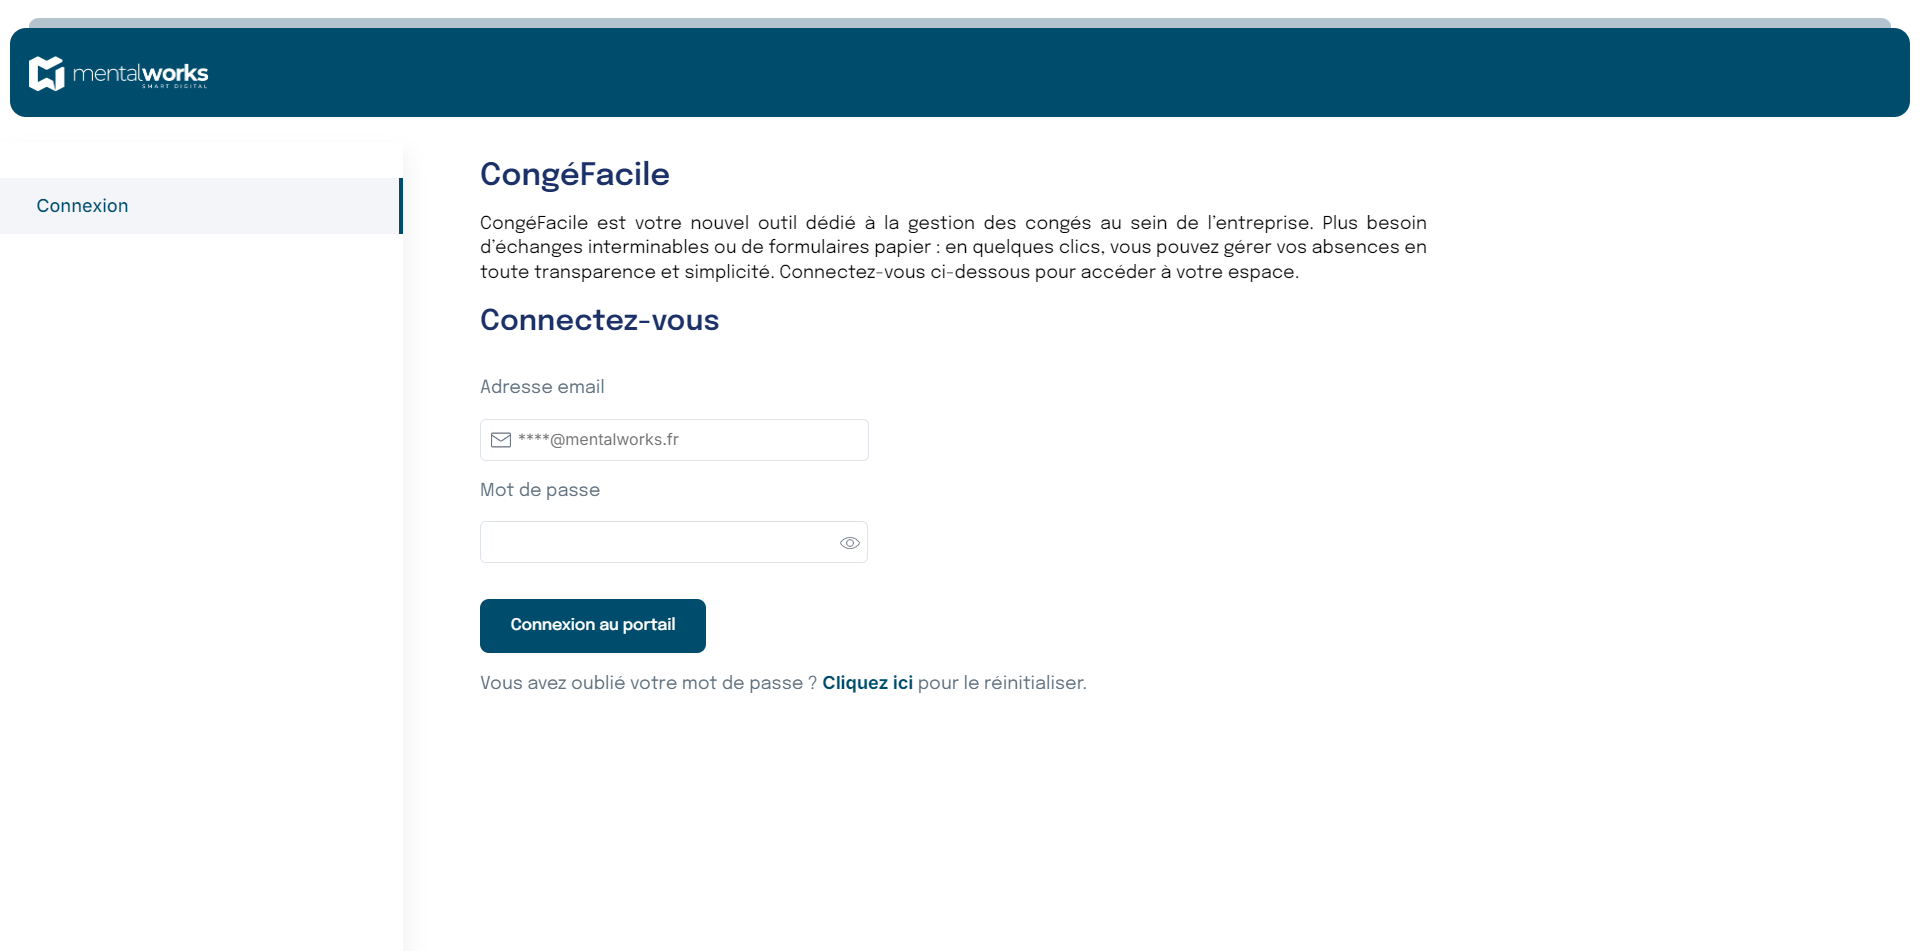 mentalworks
SMART DIGITAL
Connexion
CongéFacile
CongéFacile est votre nouvel outil dédié à la gestion des congés au sein de l’entreprise. Plus besoin
d’échanges interminables ou de formulaires papier : en quelques clics, vous pouvez gérer vos absences en
toute transparence et simplicité. Connectez-vous ci-dessous pour accéder à votre espace.
Connectez-vous
Adresse email
****@mentalworks.fr
Mot de passe
Connexion au portail
Vous avez oublié votre mot de passe ? Cliquez ici pour le réinitialiser.